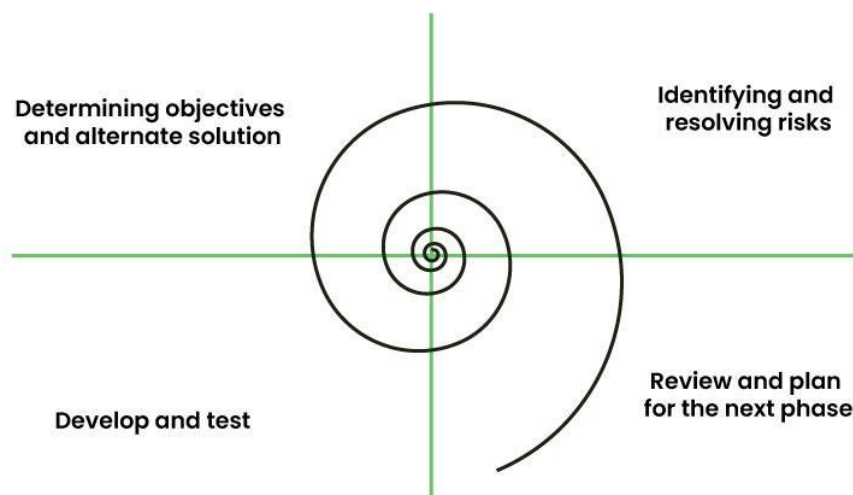 Determining objectives
and alternate solution
Identifying and
resolving risks
Develop and test
Review and plan
for the next phase